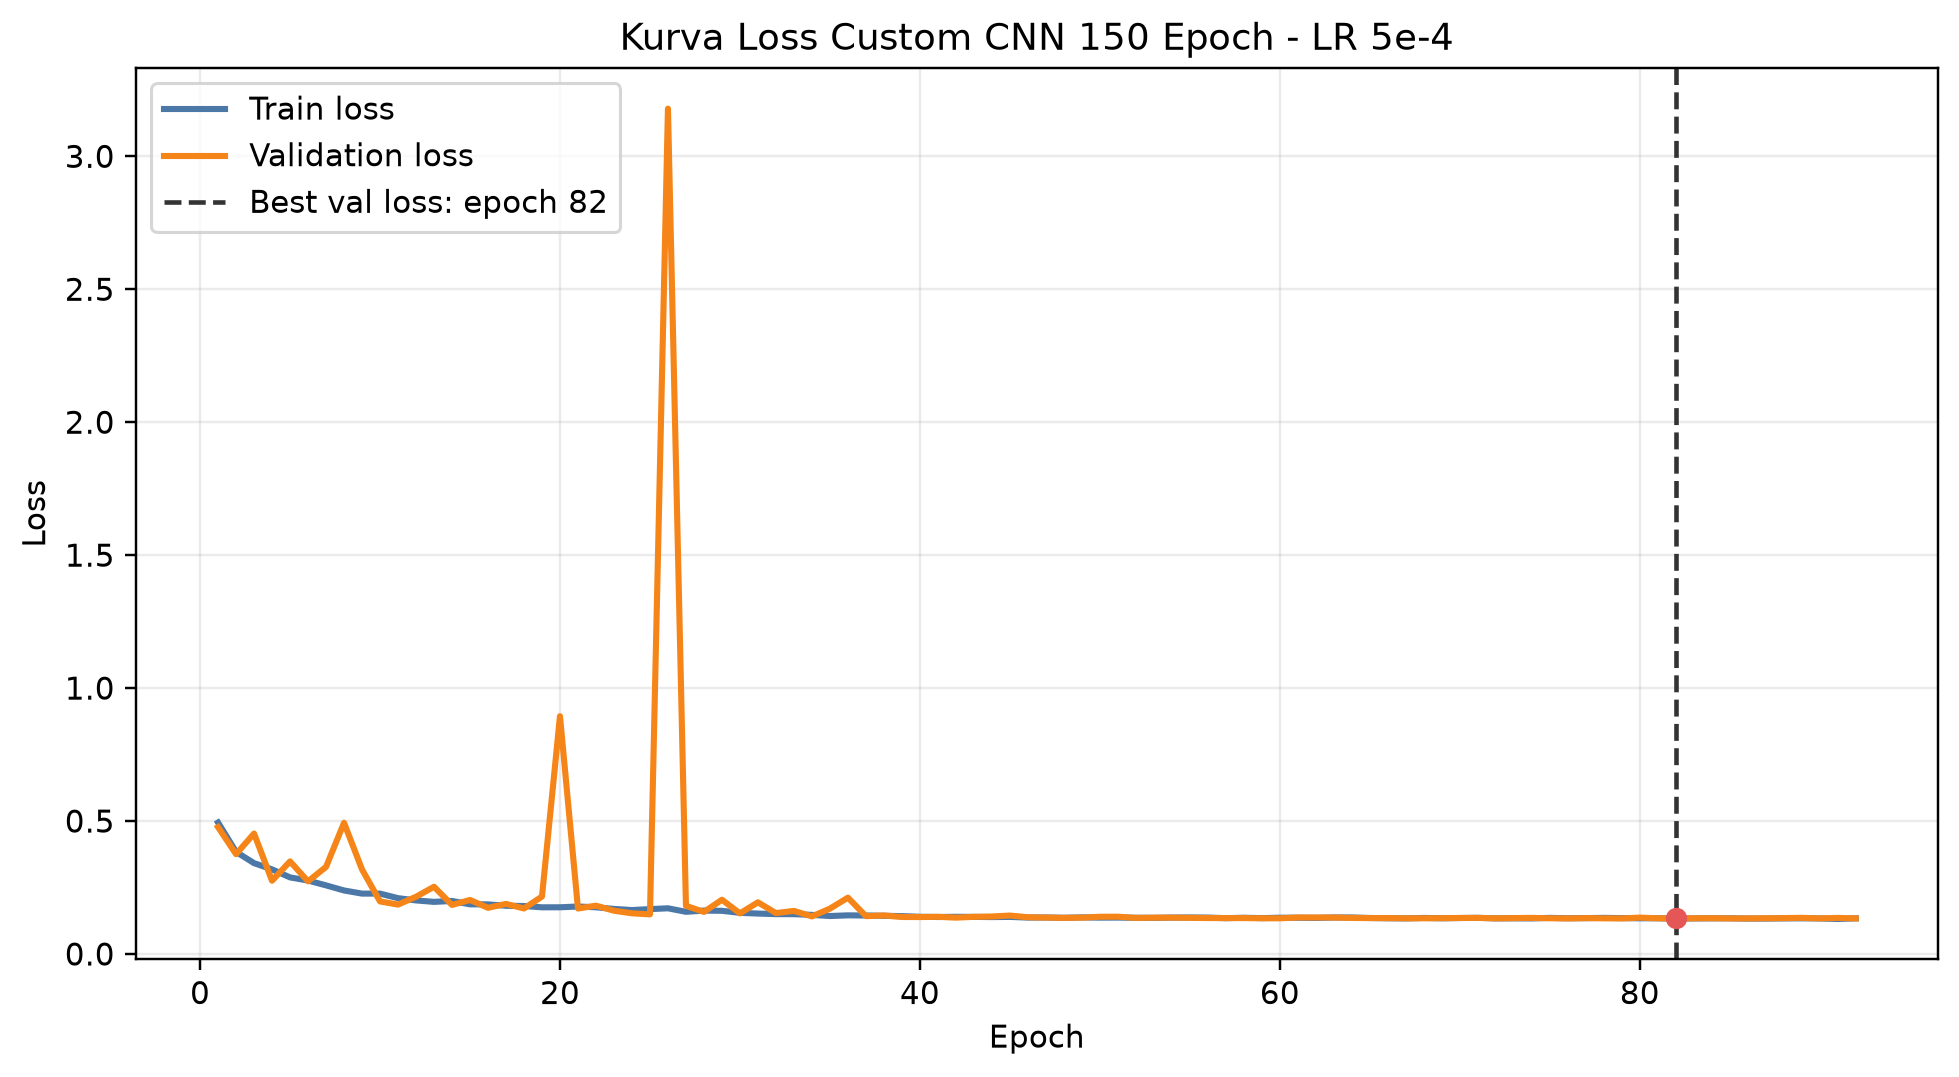 Kurva Loss Custom CNN 150 Epoch - LR 5e-4
Train loss
Validation loss
Best val loss: epoch 82
3.0
2.5
2.0
1.5
1.0
0.5
0.0
Loss
0 20 40 60 80
Epoch